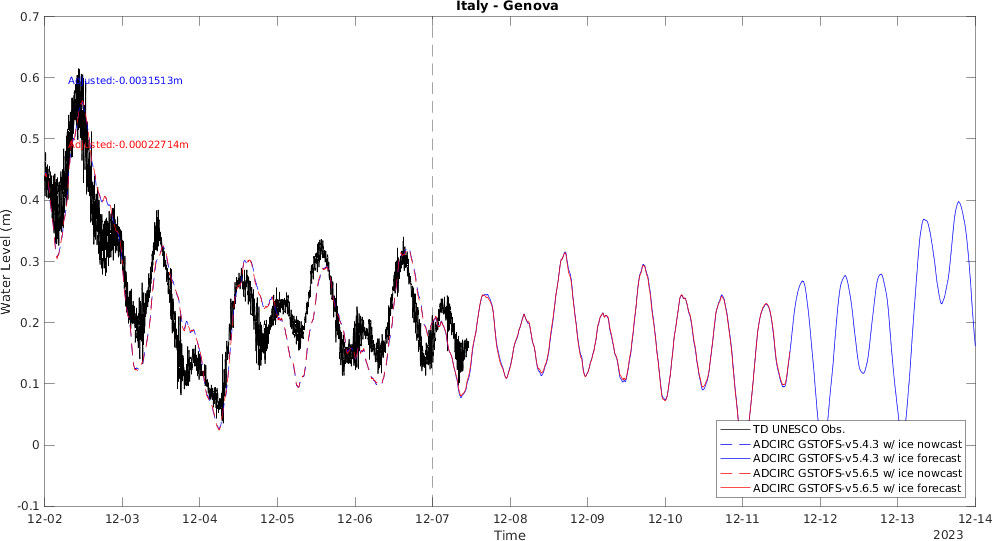 Italy - Genova
0.7
0.6
0.5
0.4
0.3
0.2
0.1
0
-0.1
Water Level (m)
Adjusted:-0.0031513m
Adjusted:-0.00022714m
TD UNESCO Obs.
ADCIRC GSTOFS-v5.4.3 w/ ice nowcast
ADCIRC GSTOFS-v5.4.3 w/ ice forecast
ADCIRC GSTOFS-v5.6.5 w/ ice nowcast
ADCIRC GSTOFS-v5.6.5 w/ ice forecast
12-02 12-03 12-04 12-05 12-06 12-07 12-08 12-09 12-10 12-11 12-12 12-13 12-14
Time
2023